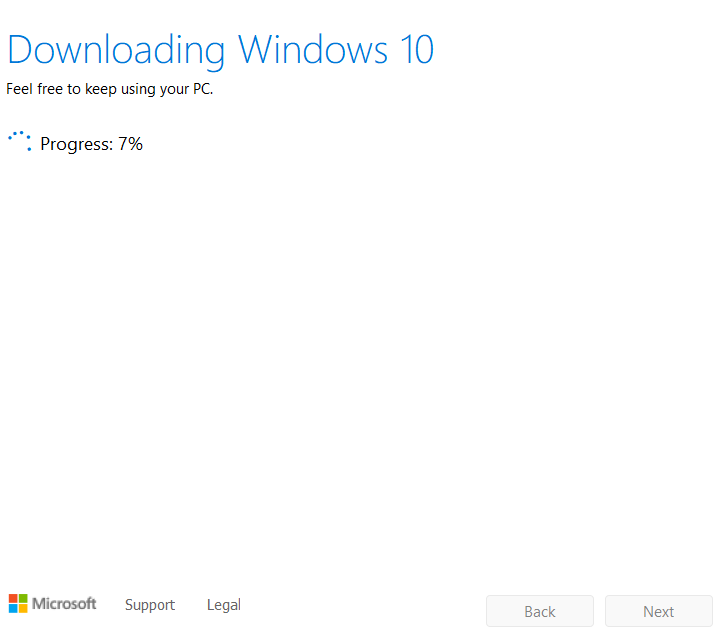 Downloading Windows 10
Feel free to keep using your PC.
Progress: 7%
Microsoft Support Legal Back Next